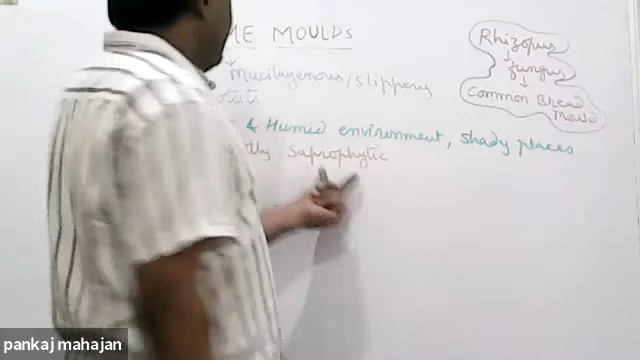 ME MOULDS
Mucilagenous/slippery
& Humid environment, shady places
Saprophytic
Rhizopus
fungus
Common Bread
Mould
pankaj mahajan